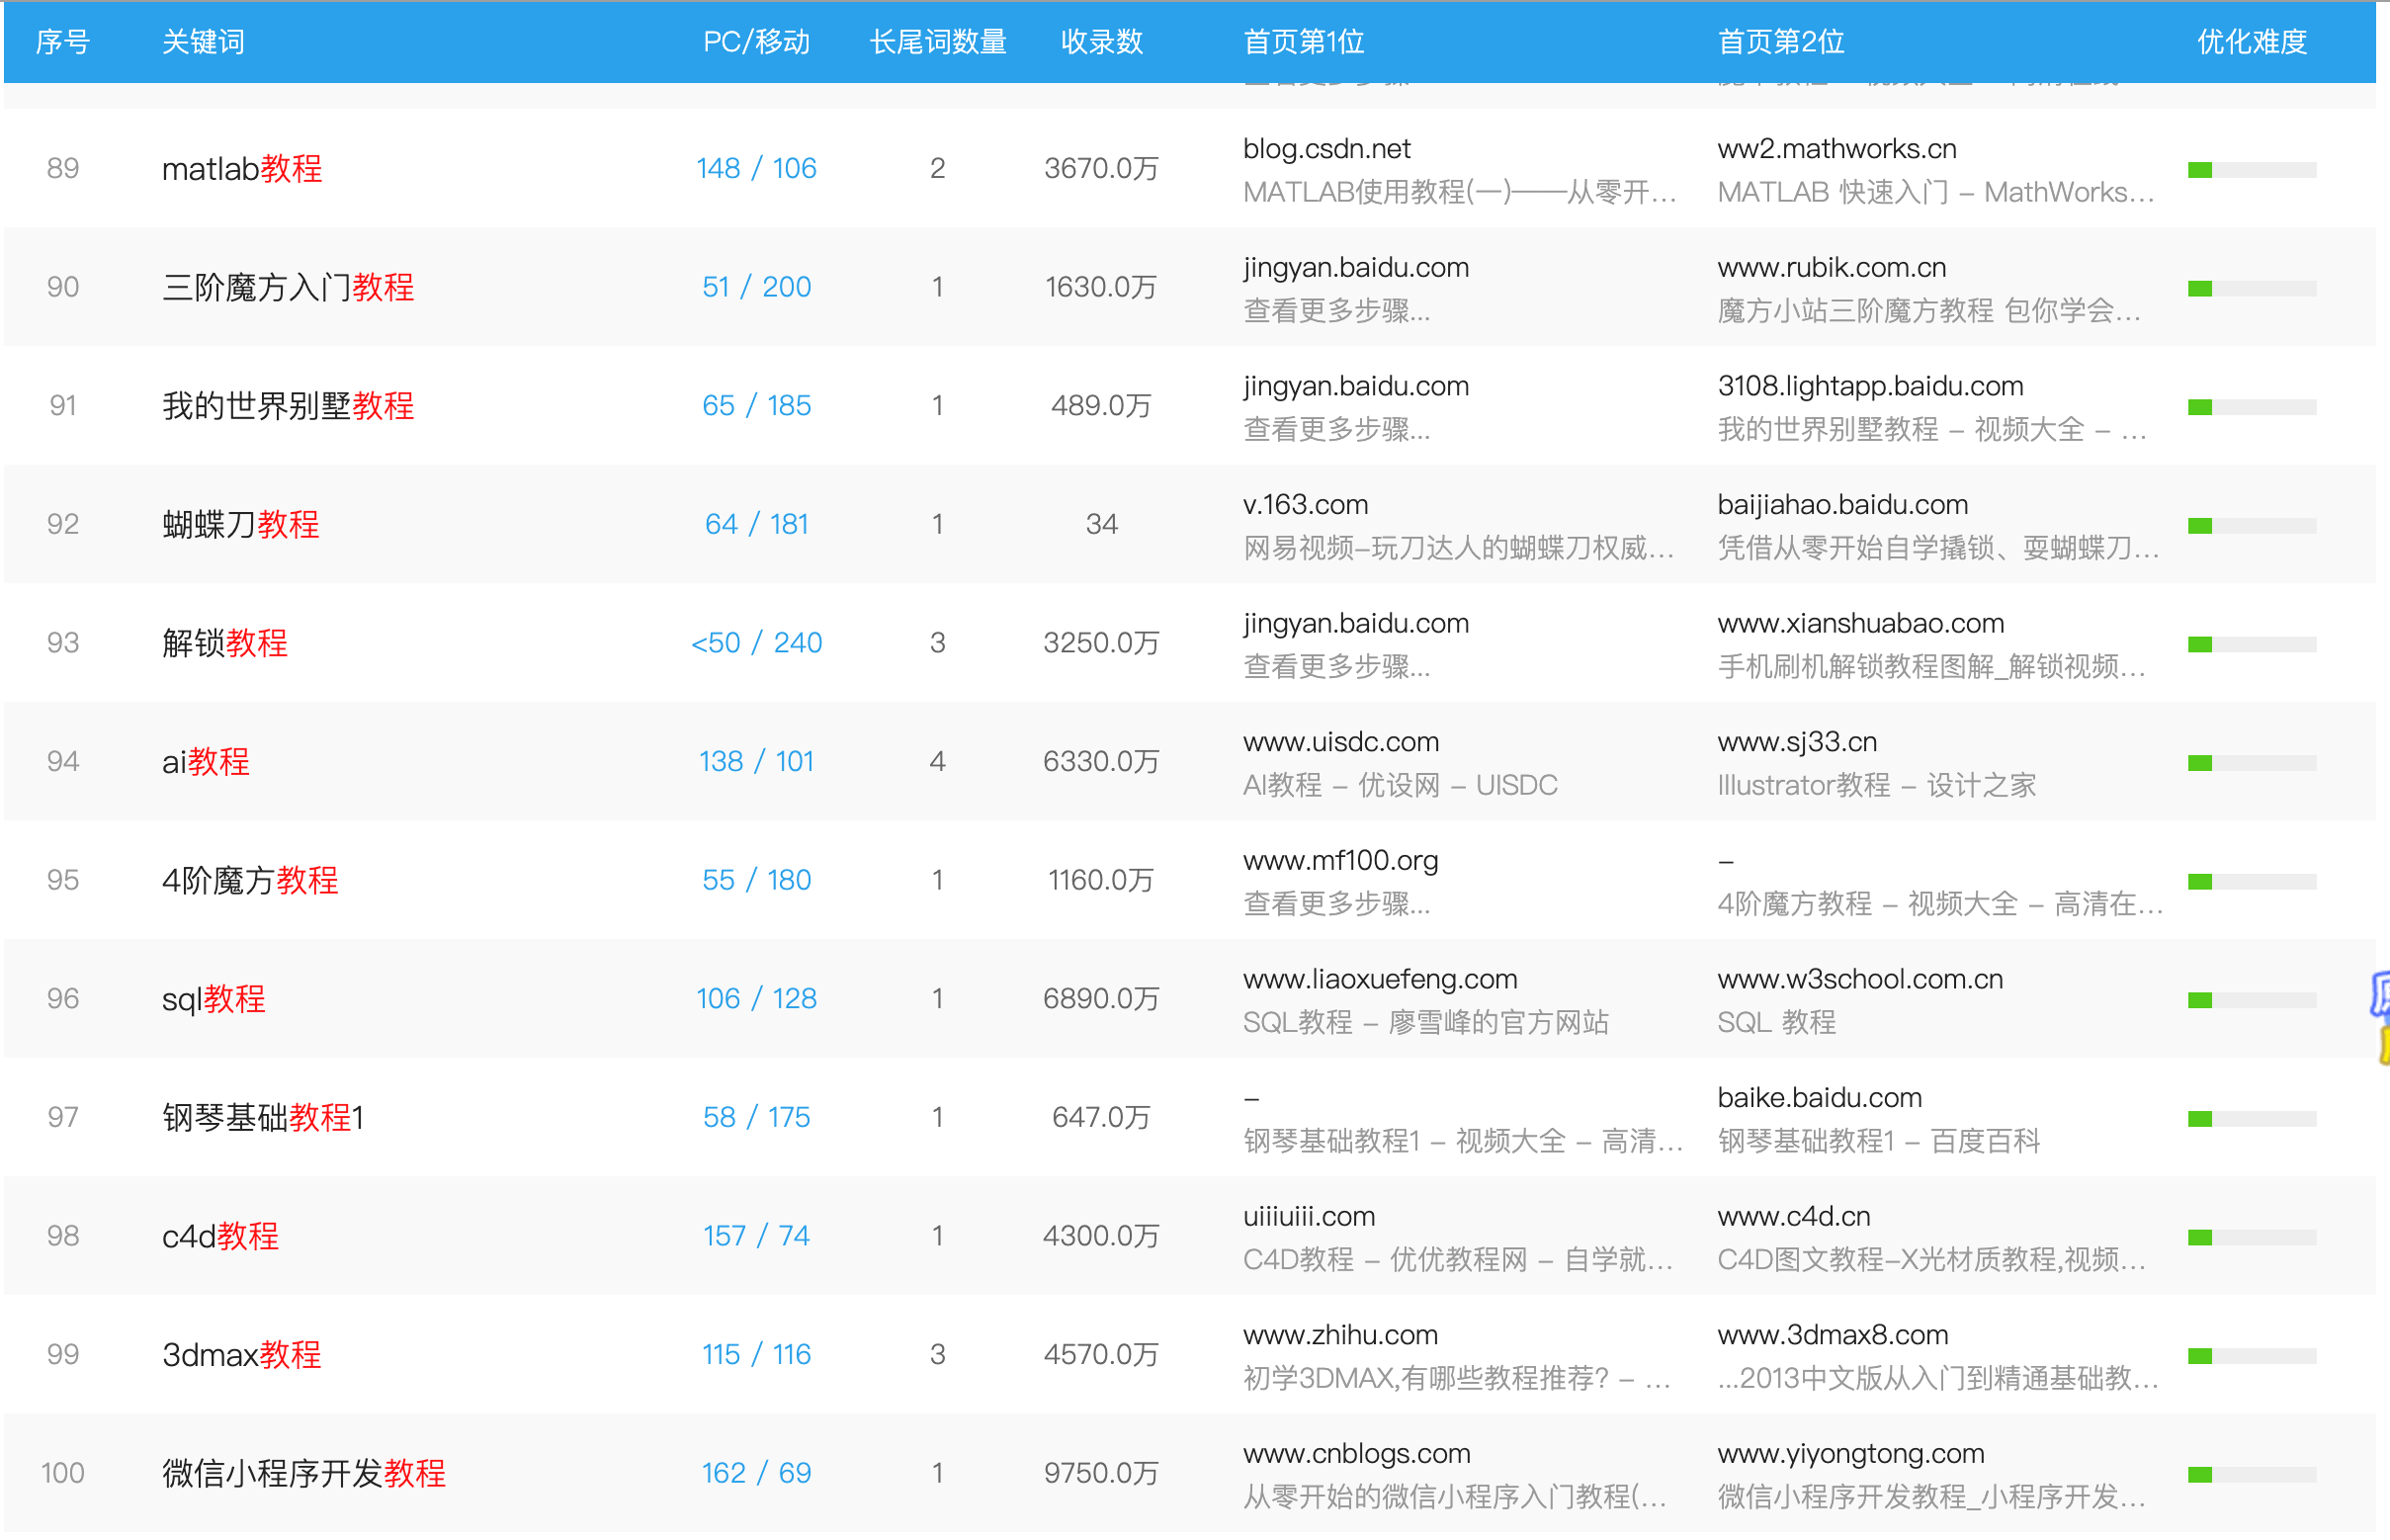 序号 关键词 PC/移动 长尾词数量 收录数 首页第1位 首页第2位 优化难度
89 matlab教程 148 / 106 2 3670.0万 blog.csdn.net ww2.mathworks.cn
MATLAB使用教程(一)——从零开... MATLAB 快速入门 - MathWorks...
90 三阶魔方入门教程 51 / 200 1 1630.0万 jingyan.baidu.com www.rubik.com.cn
查看更多步骤... 魔方小站三阶魔方教程 包你学会...
91 我的世界别墅教程 65 / 185 1 489.0万 jingyan.baidu.com 3108.lightapp.baidu.com
查看更多步骤... 我的世界别墅教程 - 视频大全 - ...
92 蝴蝶刀教程 64 / 181 1 34 v.163.com baijiahao.baidu.com
网易视频-玩刀达人的蝴蝶刀权威... 凭借从零开始自学撬锁、耍蝴蝶刀...
93 解锁教程 <50 / 240 3 3250.0万 jingyan.baidu.com www.xianshuabao.com
查看更多步骤... 手机刷机解锁教程图解_解锁视频...
94 ai教程 138 / 101 4 6330.0万 www.uisdc.com www.sj33.cn
AI教程 - 优设网 - UISDC Illustrator教程 - 设计之家
95 4阶魔方教程 55 / 180 1 1160.0万 www.mf100.org -
查看更多步骤... 4阶魔方教程 - 视频大全 - 高清在...
96 sql教程 106 / 128 1 6890.0万 www.liaoxuefeng.com www.w3school.com.cn
SQL教程 - 廖雪峰的官方网站 SQL 教程
97 钢琴基础教程1 58 / 175 1 647.0万 - baike.baidu.com
钢琴基础教程1 - 视频大全 - 高清... 钢琴基础教程1 - 百度百科
98 c4d教程 157 / 74 1 4300.0万 uiiiuiii.com www.c4d.cn
C4D教程 - 优优教程网 - 自学就... C4D图文教程-X光材质教程,视频...
99 3dmax教程 115 / 116 3 4570.0万 www.zhihu.com www.3dmax8.com
初学3DMAX,有哪些教程推荐? - ... ...2013中文版从入门到精通基础教...
100 微信小程序开发教程 162 / 69 1 9750.0万 www.cnblogs.com www.yiyongtong.com
从零开始的微信小程序入门教程(... 微信小程序开发教程_小程序开发...